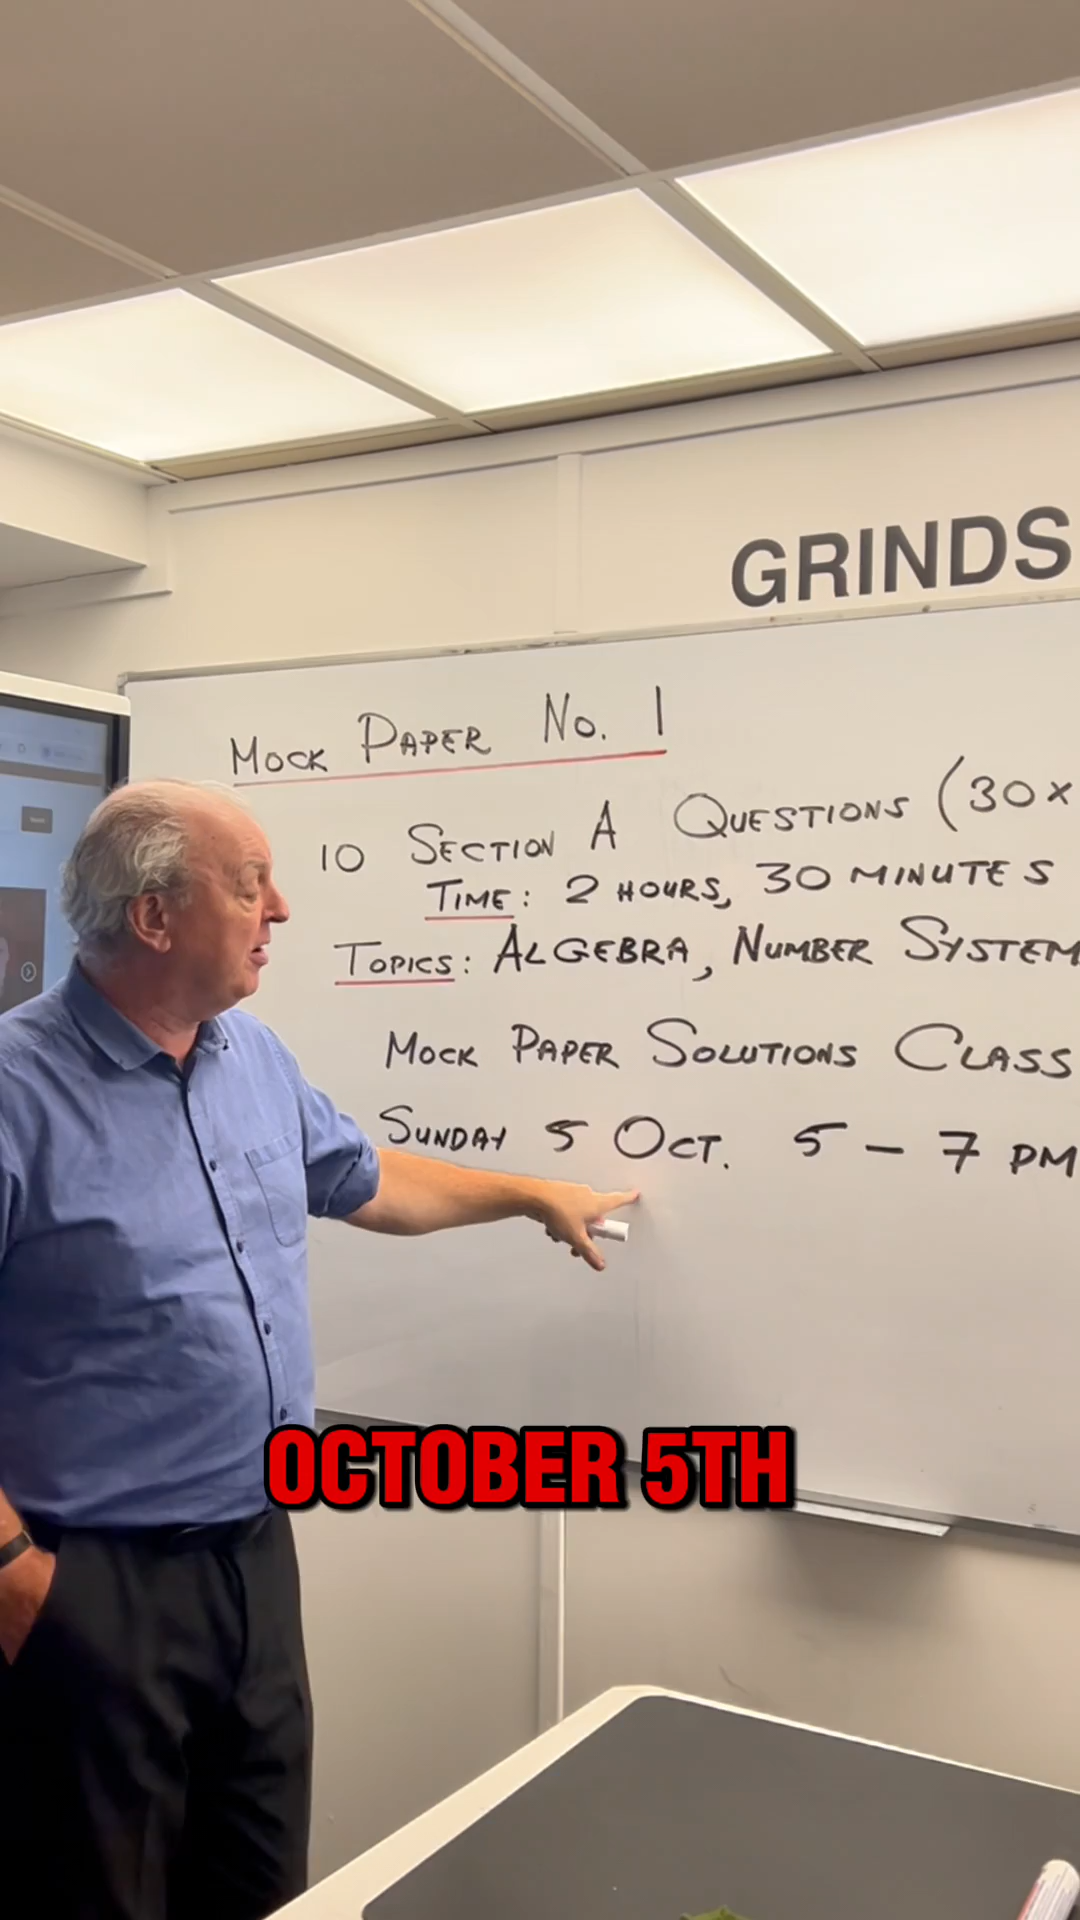 GRINDS
MOCK PAPER NO. 1
10 SECTION A QUESTIONS (30 x
TIME: 2 HOURS, 30 MINUTES
TOPICS: ALGEBRA, NUMBER SYSTEM
MOCK PAPER SOLUTIONS CLASS
SUNDAY 5 OCT. 5 – 7 PM
OCTOBER 5TH